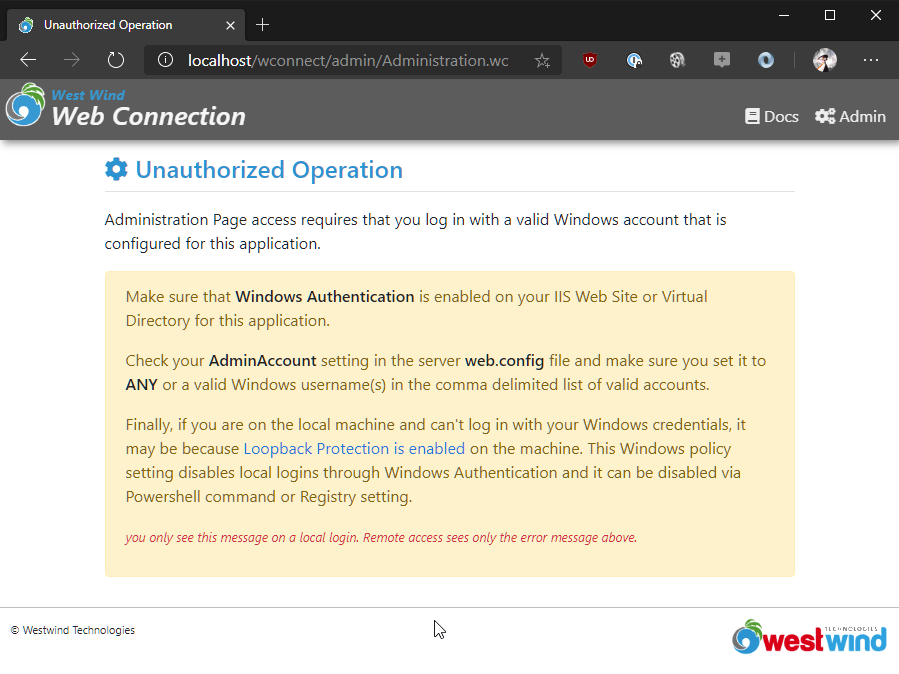 Unauthorized Operation
localhost/wconnect/admin/Administration.wc
West Wind
Web Connection
Docs
Admin
Unauthorized Operation
Administration Page access requires that you log in with a valid Windows account that is
configured for this application.
Make sure that Windows Authentication is enabled on your IIS Web Site or Virtual
Directory for this application.
Check your AdminAccount setting in the server web.config file and make sure you set it to
ANY or a valid Windows username(s) in the comma delimited list of valid accounts.
Finally, if you are on the local machine and can't log in with your Windows credentials, it
may be because Loopback Protection is enabled on the machine. This Windows policy
setting disables local logins through Windows Authentication and it can be disabled via
Powershell command or Registry setting.
you only see this message on a local login. Remote access sees only the error message above.
© Westwind Technologies
TECHNOLOGIES
westwind